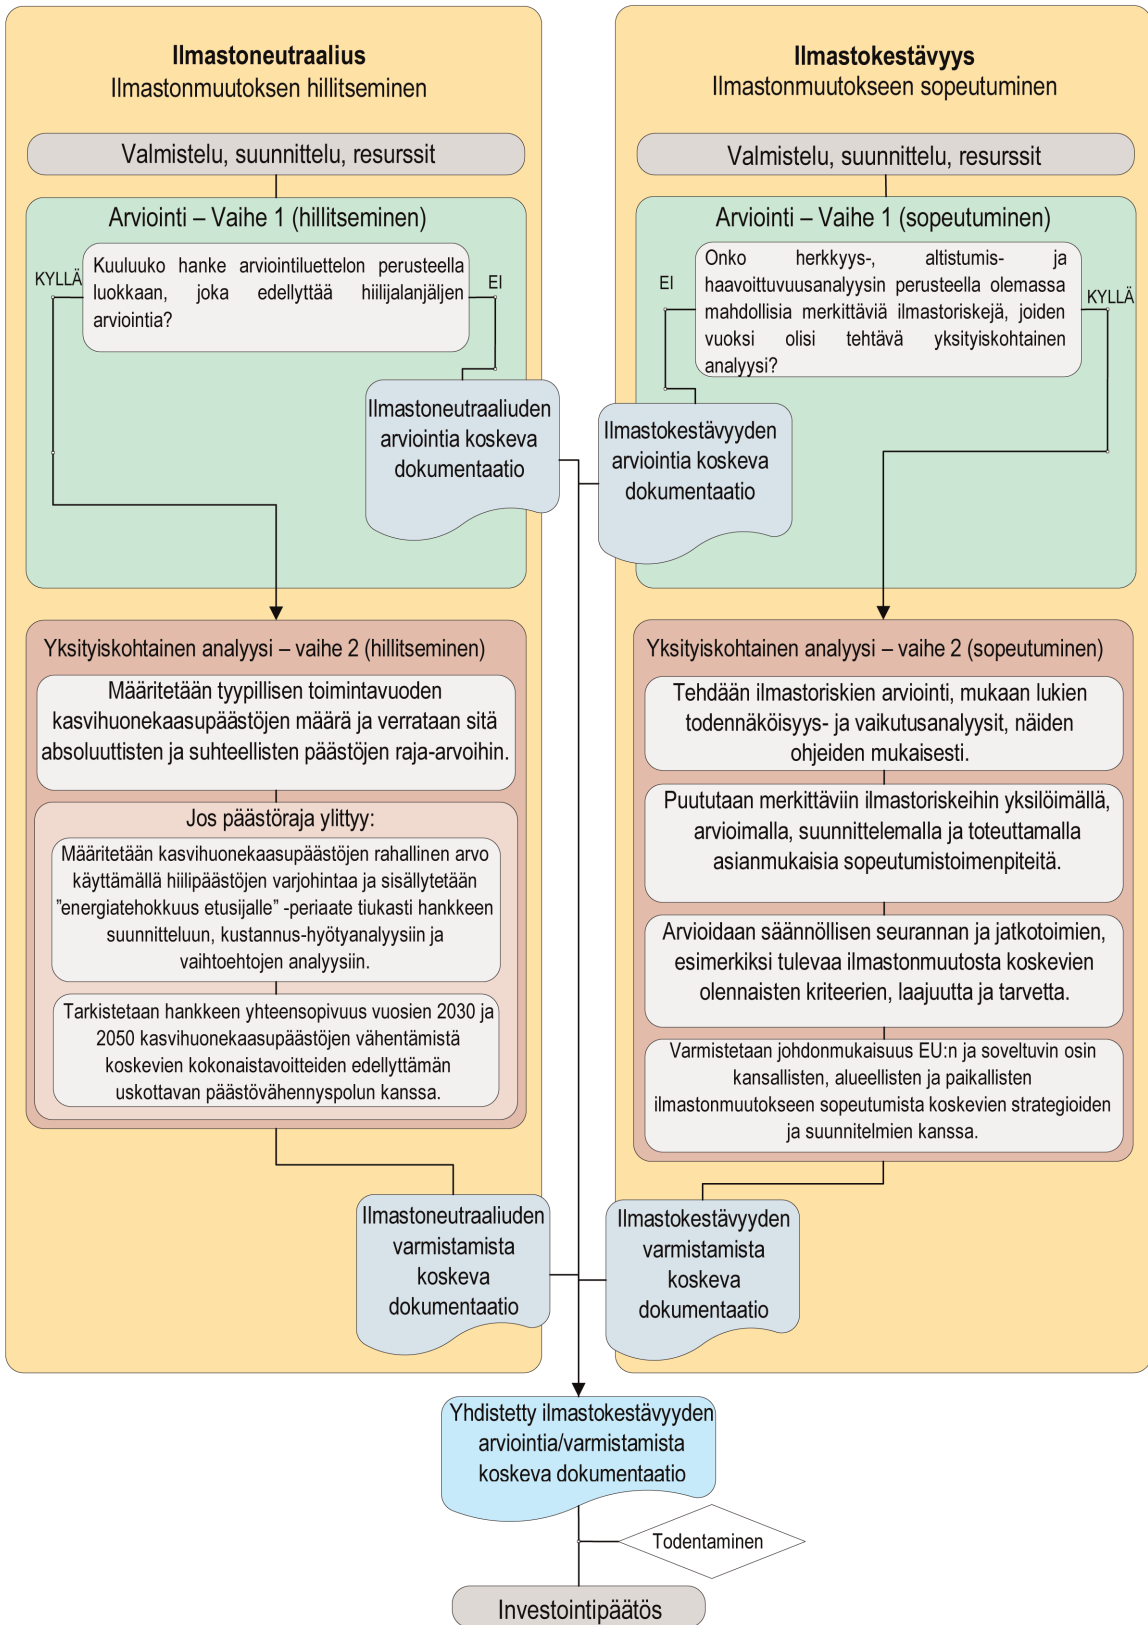 Ilmastoneutraalius
Ilmastonmuutoksen hillitseminen
Valmistelu, suunnittelu, resurssit
Arviointi – Vaihe 1 (hillitseminen)
KYLLÄ
Kuuluuko hanke arviointiluettelon perusteella
luokkaan, joka edellyttää hiilijalanjäljen
arviointia?
EI
Ilmastoneutraaliuden
arviointia koskeva
dokumentaatio
Yksityiskohtainen analyysi – vaihe 2 (hillitseminen)
Määritetään tyypillisen toimintavuoden
kasvihuonekaasupäästöjen määrä ja verrataan sitä
absoluuttisten ja suhteellisten päästöjen raja-arvoihin.
Jos päästöraja ylittyy:
Määritetään kasvihuonekaasupäästöjen rahallinen arvo
käyttämällä hiilipäästöjen varjohintaa ja sisällytetään
”energiatehokkuus etusijalle” -periaate tiukasti hankkeen
suunnitteluun, kustannus-hyötyanalyysiin ja
vaihtoehtojen analyysiin.
Tarkistetaan hankkeen yhteensopivuus vuosien 2030 ja
2050 kasvihuonekaasupäästöjen vähentämistä
koskevien kokonaistavoitteiden edellyttämän
uskottavan päästövähennyspolun kanssa.
Ilmastoneutraaliuden
varmistamista
koskeva
dokumentaatio
Ilmastokestävyys
Ilmastonmuutokseen sopeutuminen
Valmistelu, suunnittelu, resurssit
Arviointi – Vaihe 1 (sopeutuminen)
EI
Onko herkkyys-, altistumis- ja
haavoittuvuusanalyysin perusteella olemassa
mahdollisia merkittäviä ilmastoriskejä, joiden
vuoksi olisi tehtävä yksityiskohtainen
analyysi?
KYLLÄ
Ilmastokestävyyden
arviointia koskeva
dokumentaatio
Yksityiskohtainen analyysi – vaihe 2 (sopeutuminen)
Tehdään ilmastoriskien arviointi, mukaan lukien
todennäköisyys- ja vaikutusanalyysit, näiden
ohjeiden mukaisesti.
Puututaan merkittäviin ilmastoriskeihin yksilöimällä,
arvioimalla, suunnittelemalla ja toteuttamalla
asianmukaisia sopeutumistoimenpiteitä.
Arvioidaan säännöllisen seurannan ja jatkotoimien,
esimerkiksi tulevaa ilmastonmuutosta koskevien
olennaisten kriteerien, laajuutta ja tarvetta.
Varmistetaan johdonmukaisuus EU:n ja soveltuvin osin
kansallisten, alueellisten ja paikallisten
ilmastonmuutokseen sopeutumista koskevien strategioiden
ja suunnitelmien kanssa.
Ilmastokestävyyden
varmistamista
koskeva
dokumentaatio
Yhdistetty ilmastokestävyyden
arviointia/varmistamista
koskeva dokumentaatio
Todentaminen
Investointipäätös